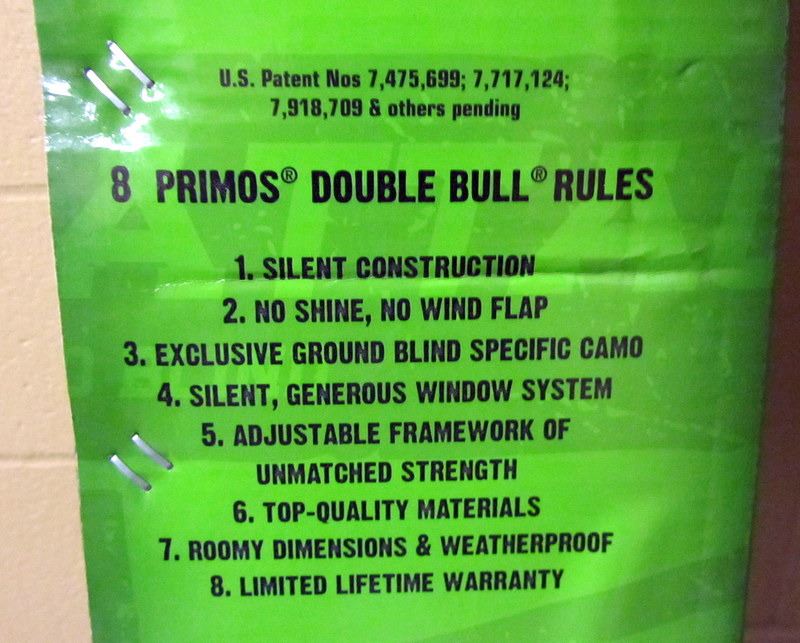 U.S. Patent Nos 7,475,699; 7,717,124;
7,918,709 & others pending
8 PRIMOS® DOUBLE BULL® RULES
1. SILENT CONSTRUCTION
2. NO SHINE, NO WIND FLAP
3. EXCLUSIVE GROUND BLIND SPECIFIC CAMO
4. SILENT, GENEROUS WINDOW SYSTEM
5. ADJUSTABLE FRAMEWORK OF
UNMATCHED STRENGTH
6. TOP-QUALITY MATERIALS
7. ROOMY DIMENSIONS & WEATHERPROOF
8. LIMITED LIFETIME WARRANTY